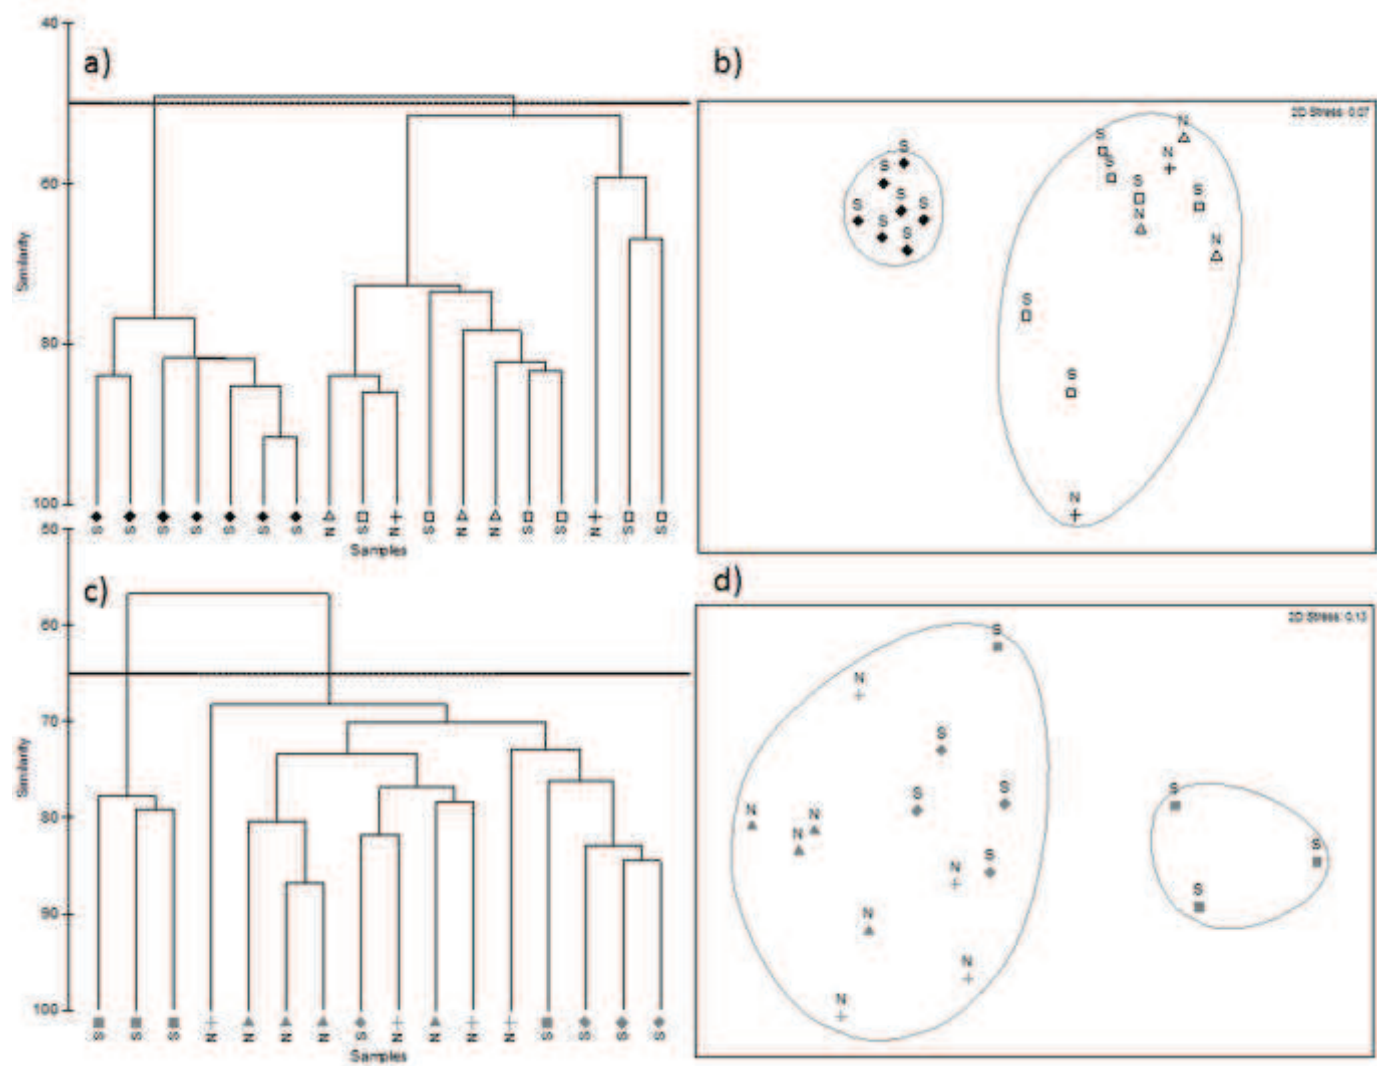 40
a)
b)
2D Stress: 0.07
60
Similarity
80
100
S S S S S S S N S N S N N S S N S S
Samples
S
S
S
S
S
S
S
N
S
N
S
S
S
N
N
S
S
N
50
c)
d)
2D Stress: 0.13
60
70
Similarity
80
90
100
S S S N N N N S N N N N S S S S
Samples
S
N
S
S
S
N
N
N
S
S
N
S
S
N
N
N